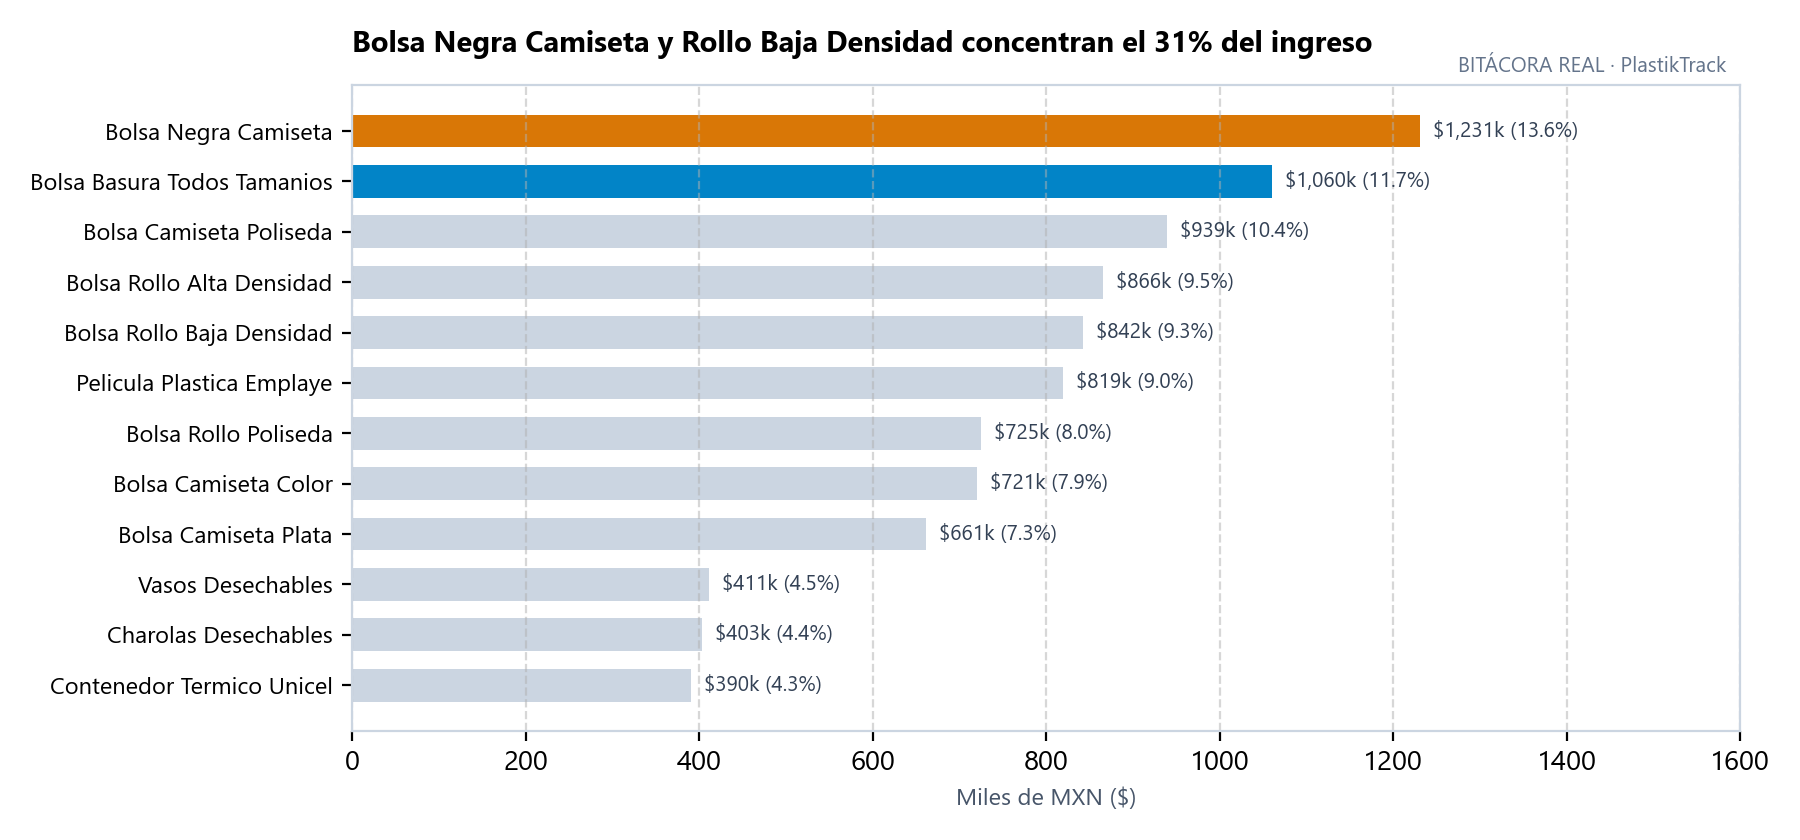 Bolsa Negra Camiseta y Rollo Baja Densidad concentran el 31% del ingreso
BITÁCORA REAL · PlastikTrack
Bolsa Negra Camiseta $1,231k (13.6%)
Bolsa Basura Todos Tamanios $1,060k (11.7%)
Bolsa Camiseta Poliseda $939k (10.4%)
Bolsa Rollo Alta Densidad $866k (9.5%)
Bolsa Rollo Baja Densidad $842k (9.3%)
Pelicula Plastica Emplaye $819k (9.0%)
Bolsa Rollo Poliseda $725k (8.0%)
Bolsa Camiseta Color $721k (7.9%)
Bolsa Camiseta Plata $661k (7.3%)
Vasos Desechables $411k (4.5%)
Charolas Desechables $403k (4.4%)
Contenedor Termico Unicel $390k (4.3%)
0 200 400 600 800 1000 1200 1400 1600
Miles de MXN ($)